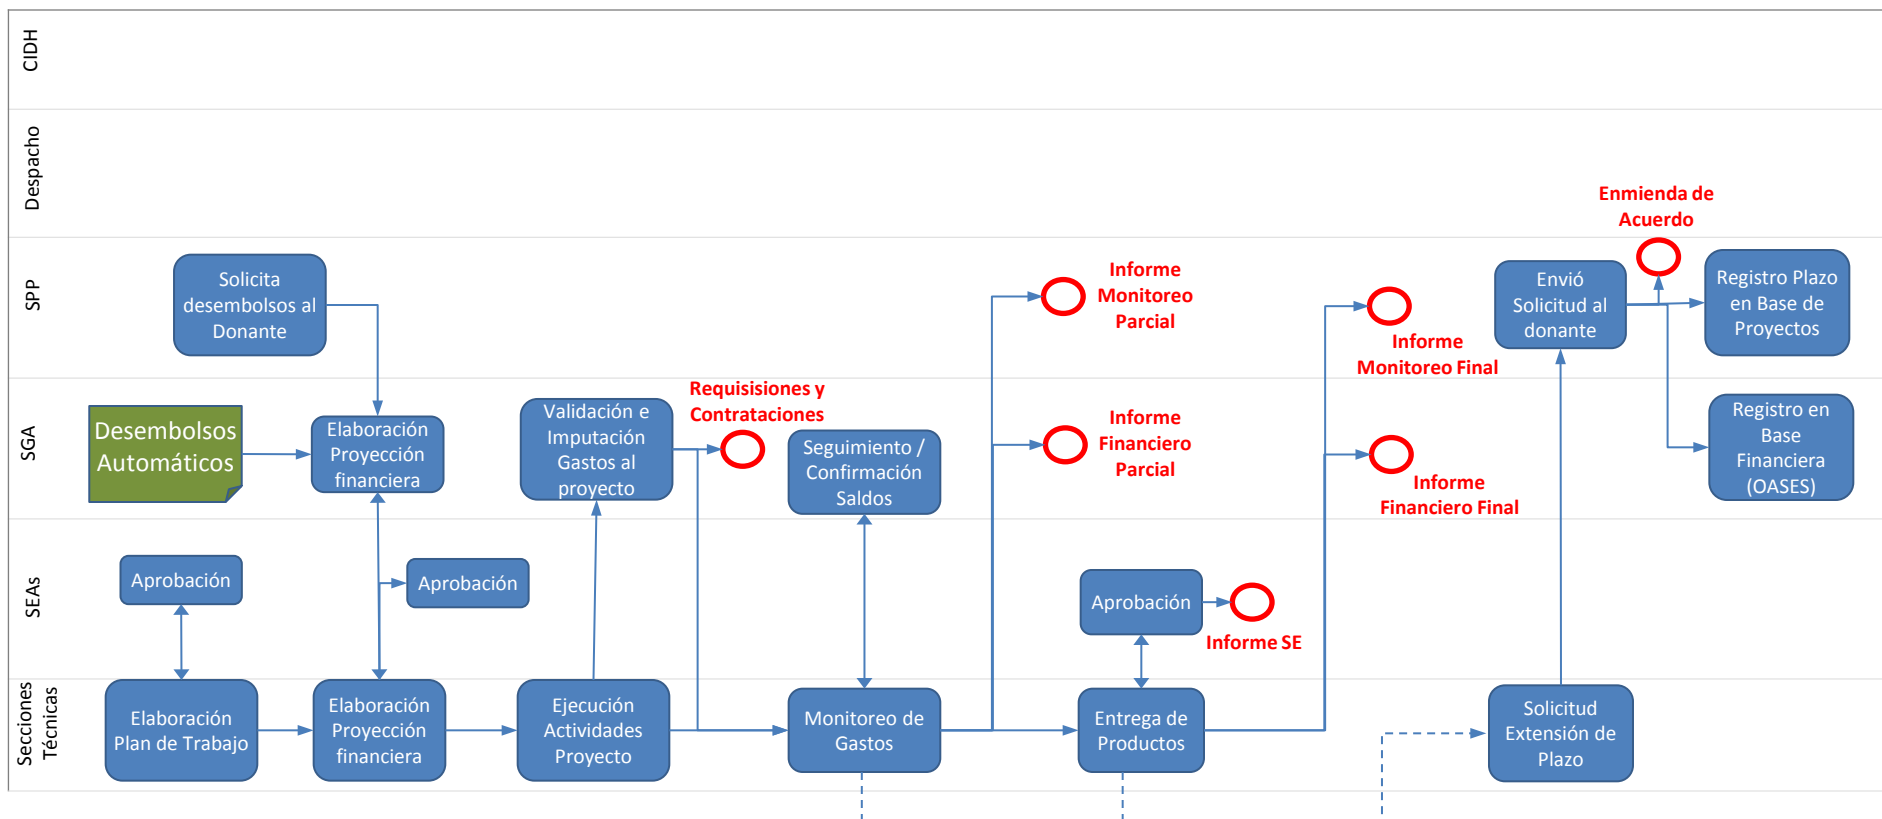 CIDH
Despacho
Enmienda de
Acuerdo
SPP
Solicita
desembolsos al
Donante
Informe
Monitoreo
Parcial
Informe
Monitoreo Final
Envió
Solicitud al
donante
Registro Plazo
en Base de
Proyectos
SGA
Desembolsos
Automáticos
Elaboración
Proyección
financiera
Validación e
Imputación
Gastos al
proyecto
Requisisiones y
Contrataciones
Seguimiento /
Confirmación
Saldos
Informe
Financiero
Parcial
Informe
Financiero Final
Registro en
Base
Financiera
(OASES)
SEAs
Aprobación
Aprobación
Aprobación
Informe SE
Secciones
Técnicas
Elaboración
Plan de Trabajo
Elaboración
Proyección
financiera
Ejecución
Actividades
Proyecto
Monitoreo de
Gastos
Entrega de
Productos
Solicitud
Extensión de
Plazo